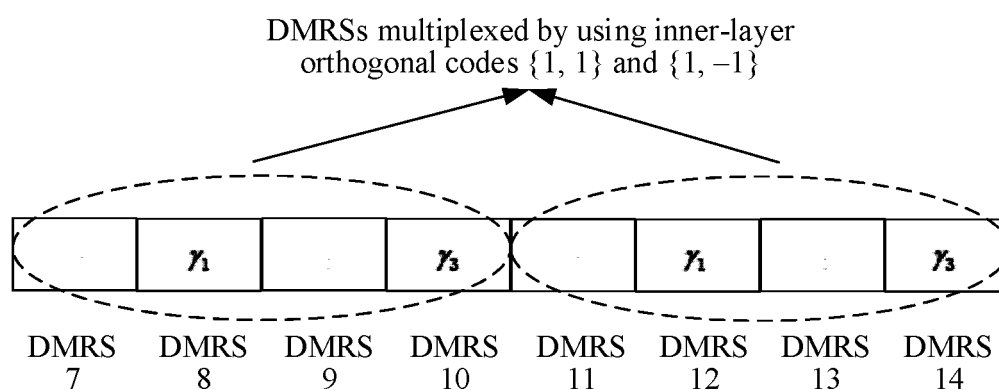 DMRSs multiplexed by using inner-layer
orthogonal codes {1, 1} and {1, –1}
γ₁ γ₃ γ₁ γ₃
DMRS DMRS DMRS DMRS DMRS DMRS DMRS DMRS
7 8 9 10 11 12 13 14